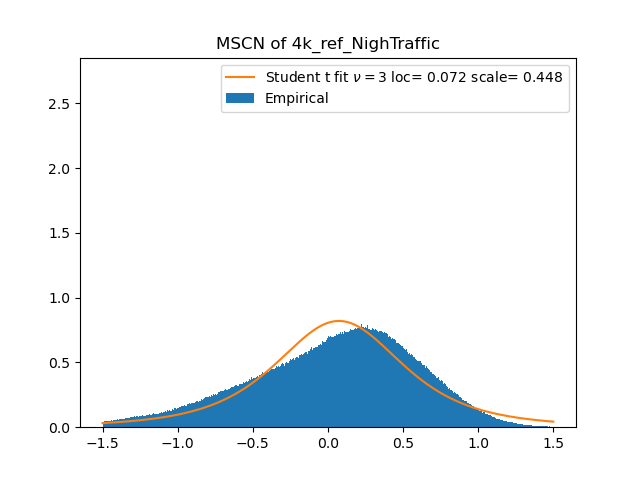 MSCN of 4k_ref_NighTraffic
Student t fit ν = 3 loc= 0.072 scale= 0.448
Empirical
2.5
2.0
1.5
1.0
0.5
0.0
−1.5 −1.0 −0.5 0.0 0.5 1.0 1.5